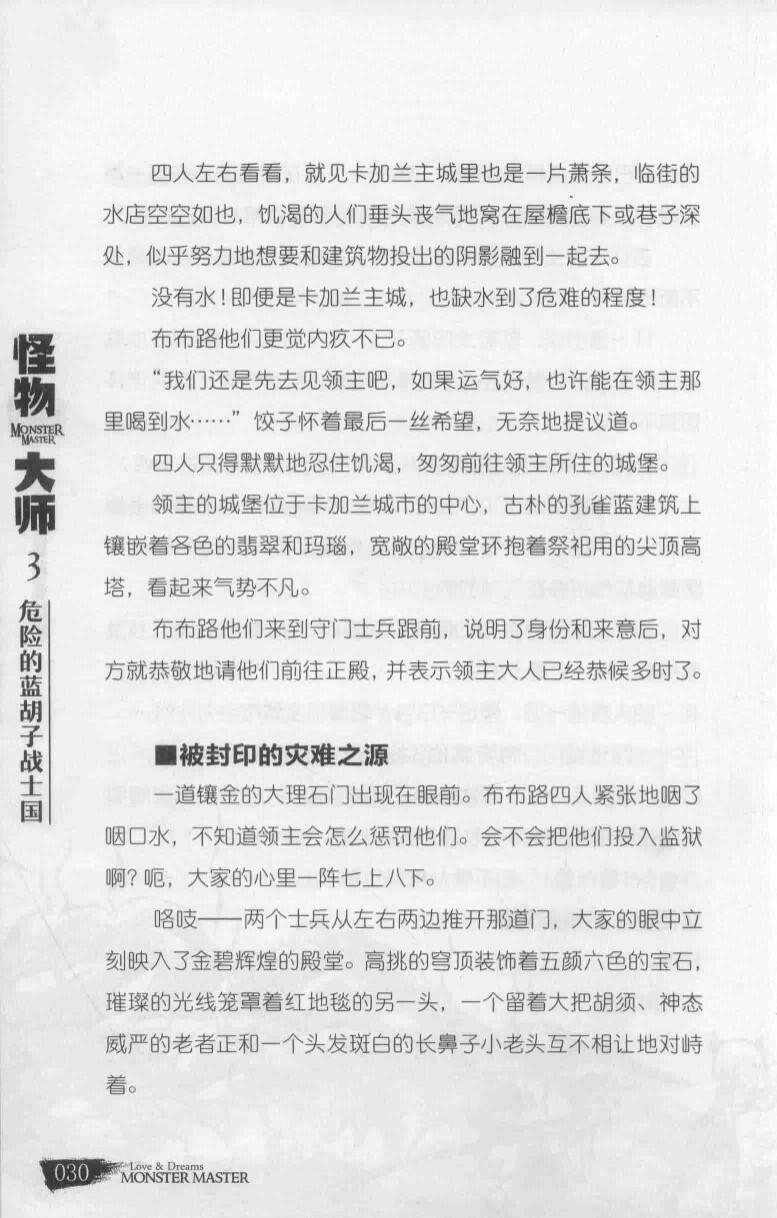 四人左右看看，就见卡加兰主城里也是一片萧条，临街的
水店空空如也，饥渴的人们垂头丧气地窝在屋檐底下或巷子深
处，似乎努力地想要和建筑物投出的阴影融到一起去。
没有水！即便是卡加兰主城，也缺水到了危难的程度！
布布路他们更觉内疚不已。
“我们还是先去见领主吧，如果运气好，也许能在领主那
里喝到水……”饺子怀着最后一丝希望，无奈地提议道。
四人只得默默地忍住饥渴，匆匆前往领主所住的城堡。
领主的城堡位于卡加兰城市的中心，古朴的孔雀蓝建筑上
镶嵌着各色的翡翠和玛瑙，宽敞的殿堂环抱着祭祀用的尖顶高
塔，看起来气势不凡。
布布路他们来到守门士兵跟前，说明了身份和来意后，对
方就恭敬地请他们前往正殿，并表示领主大人已经恭候多时了。
■被封印的灾难之源
一道镶金的大理石门出现在眼前。布布路四人紧张地咽了
咽口水，不知道领主会怎么惩罚他们。会不会把他们投入监狱
啊？呃，大家的心里一阵七上八下。
咯吱——两个士兵从左右两边推开那道门，大家的眼中立
刻映入了金碧辉煌的殿堂。高挑的穹顶装饰着五颜六色的宝石，
璀璨的光线笼罩着红地毯的另一头，一个留着大把胡须、神态
威严的老者正和一个头发斑白的长鼻子小老头互不相让地对峙
着。
怪物
MONSTER
MASTER
大师
3
危险的蓝胡子战士国
030
Love & Dreams
MONSTER MASTER